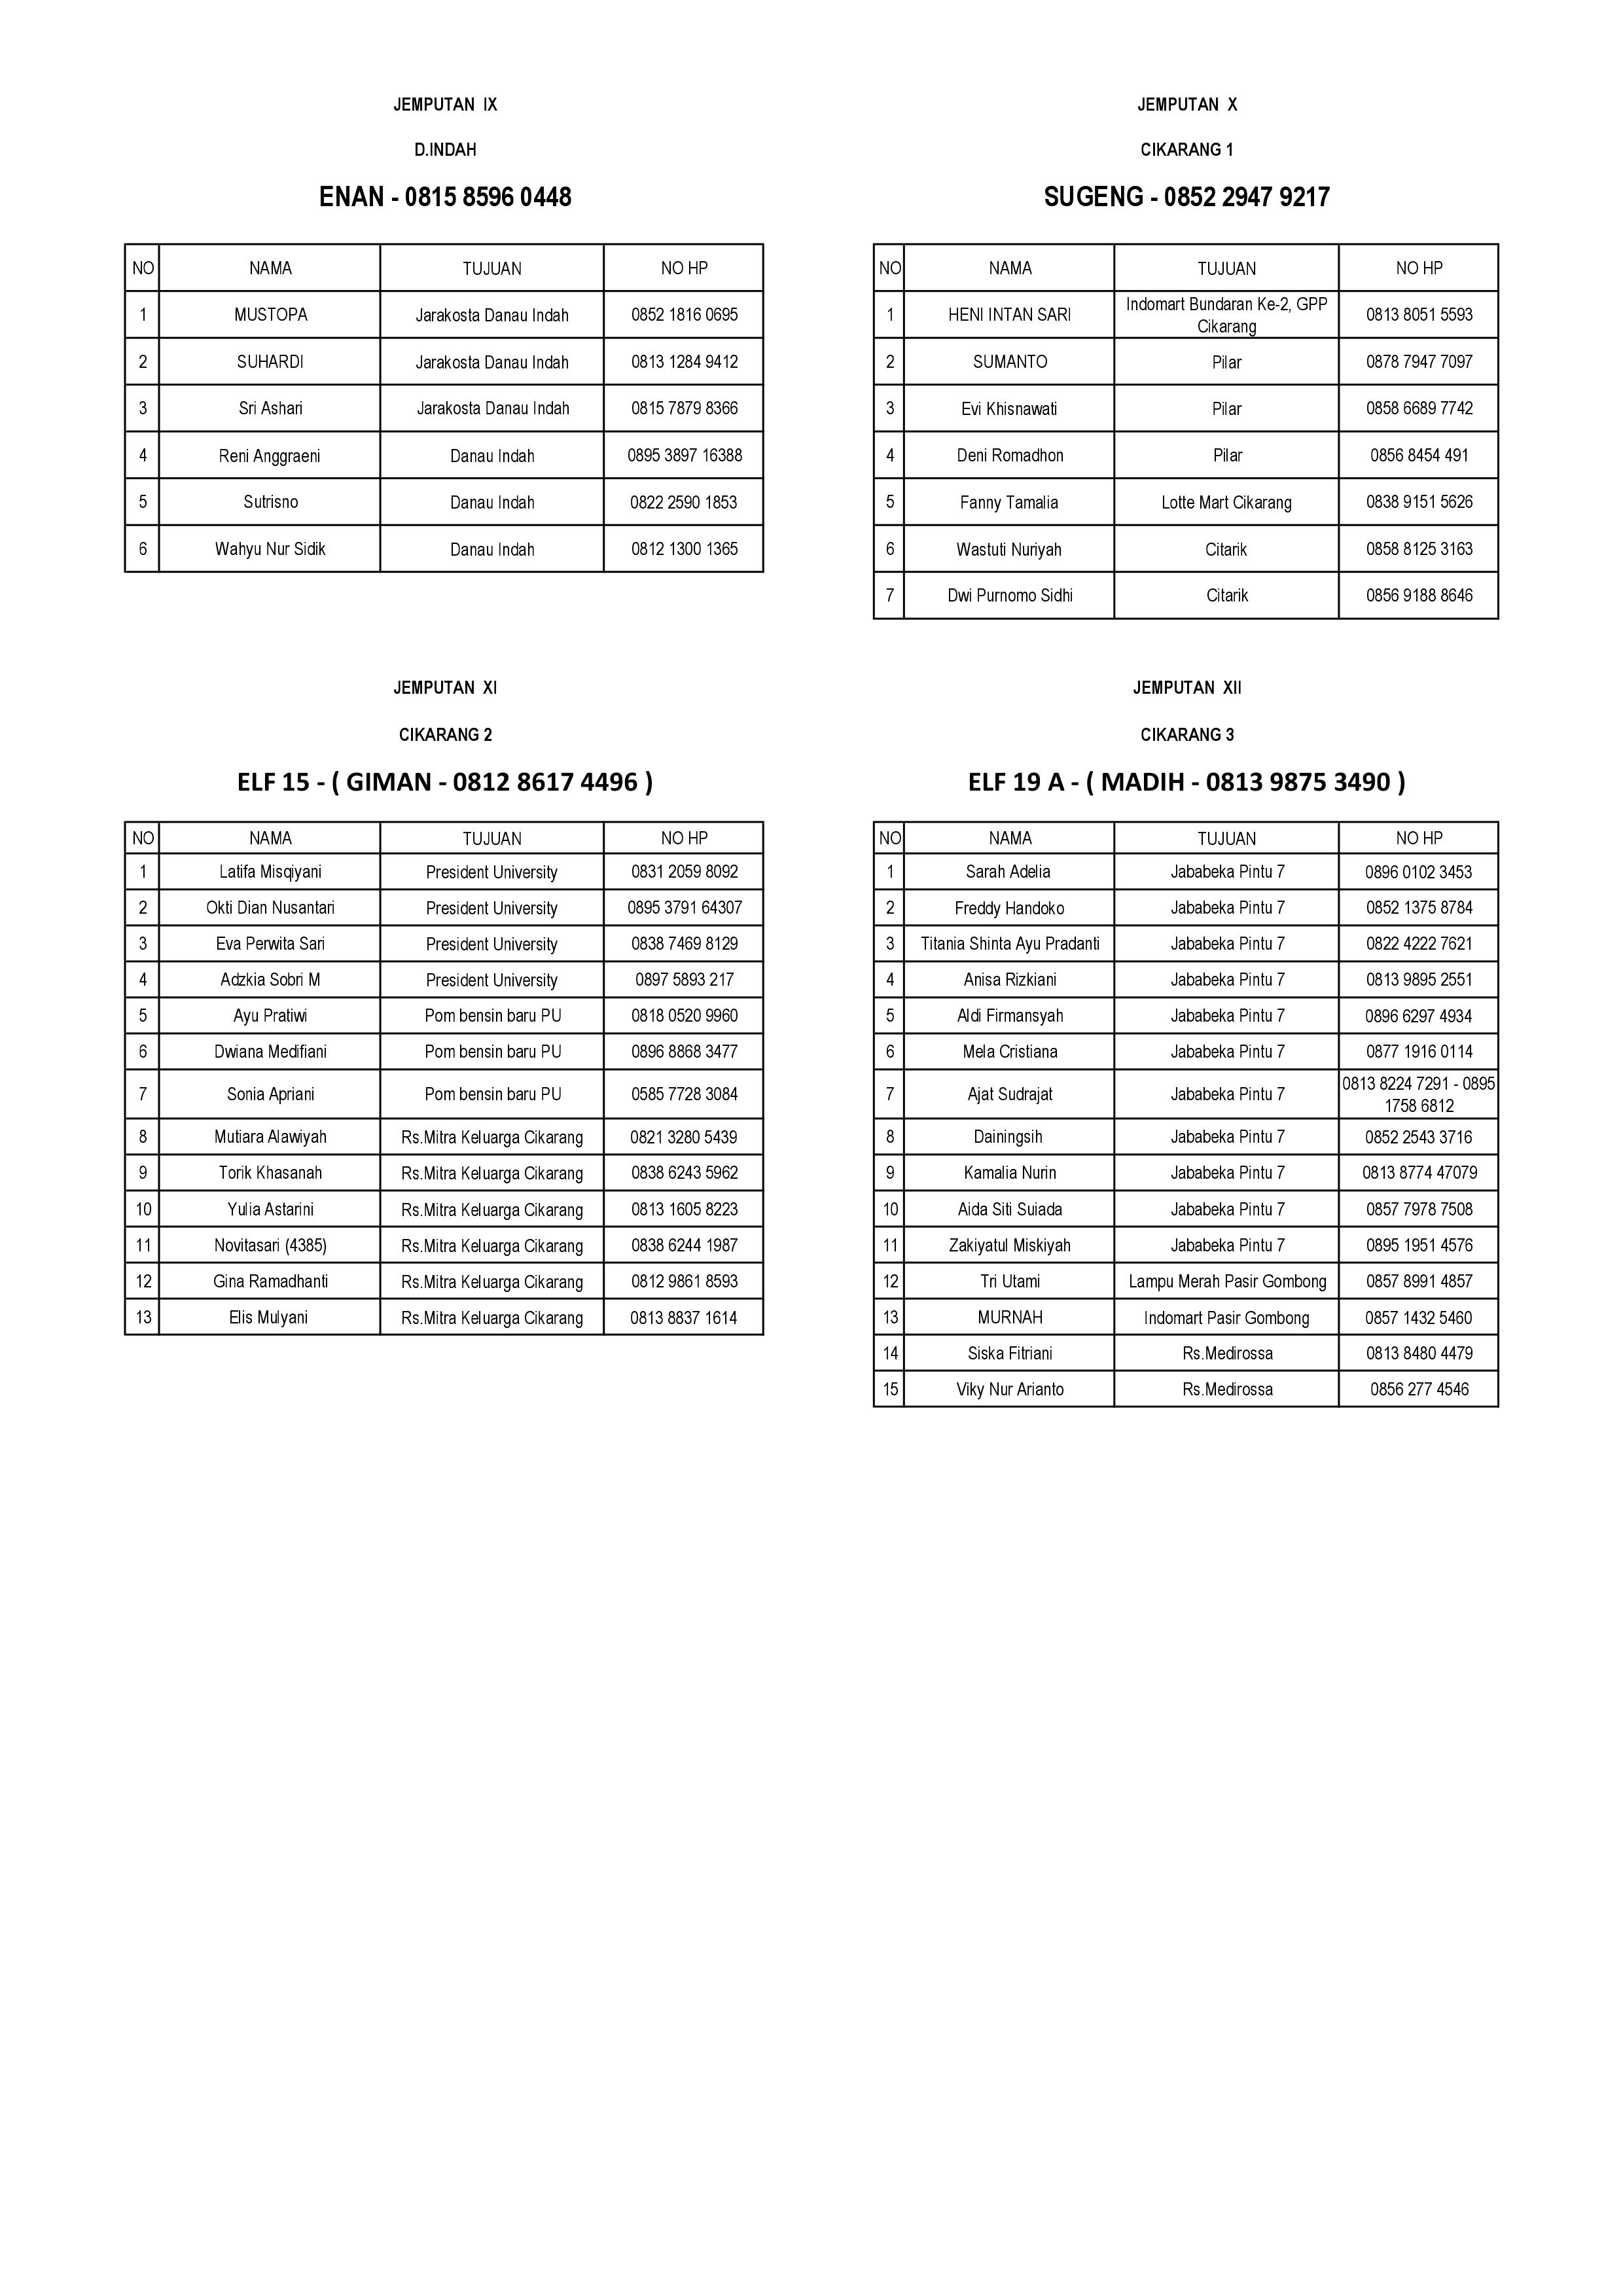 JEMPUTAN IX
D.INDAH
ENAN - 0815 8596 0448
NO NAMA TUJUAN NO HP
1 MUSTOPA Jarakosta Danau Indah 0852 1816 0695
2 SUHARDI Jarakosta Danau Indah 0813 1284 9412
3 Sri Ashari Jarakosta Danau Indah 0815 7879 8366
4 Reni Anggraeni Danau Indah 0895 3897 16388
5 Sutrisno Danau Indah 0822 2590 1853
6 Wahyu Nur Sidik Danau Indah 0812 1300 1365
JEMPUTAN X
CIKARANG 1
SUGENG - 0852 2947 9217
NO NAMA TUJUAN NO HP
1 HENI INTAN SARI Indomart Bundaran Ke-2, GPP
Cikarang 0813 8051 5593
2 SUMANTO Pilar 0878 7947 7097
3 Evi Khisnawati Pilar 0858 6689 7742
4 Deni Romadhon Pilar 0856 8454 491
5 Fanny Tamalia Lotte Mart Cikarang 0838 9151 5626
6 Wastuti Nuriyah Citarik 0858 8125 3163
7 Dwi Purnomo Sidhi Citarik 0856 9188 8646
JEMPUTAN XI
CIKARANG 2
ELF 15 - ( GIMAN - 0812 8617 4496 )
NO NAMA TUJUAN NO HP
1 Latifa Misqiyani President University 0831 2059 8092
2 Okti Dian Nusantari President University 0895 3791 64307
3 Eva Perwita Sari President University 0838 7469 8129
4 Adzkia Sobri M President University 0897 5893 217
5 Ayu Pratiwi Pom bensin baru PU 0818 0520 9960
6 Dwiana Medifiani Pom bensin baru PU 0896 8868 3477
7 Sonia Apriani Pom bensin baru PU 0585 7728 3084
8 Mutiara Alawiyah Rs.Mitra Keluarga Cikarang 0821 3280 5439
9 Torik Khasanah Rs.Mitra Keluarga Cikarang 0838 6243 5962
10 Yulia Astarini Rs.Mitra Keluarga Cikarang 0813 1605 8223
11 Novitasari (4385) Rs.Mitra Keluarga Cikarang 0838 6244 1987
12 Gina Ramadhanti Rs.Mitra Keluarga Cikarang 0812 9861 8593
13 Elis Mulyani Rs.Mitra Keluarga Cikarang 0813 8837 1614
JEMPUTAN XII
CIKARANG 3
ELF 19 A - ( MADIH - 0813 9875 3490 )
NO NAMA TUJUAN NO HP
1 Sarah Adelia Jababeka Pintu 7 0896 0102 3453
2 Freddy Handoko Jababeka Pintu 7 0852 1375 8784
3 Titania Shinta Ayu Pradanti Jababeka Pintu 7 0822 4222 7621
4 Anisa Rizkiani Jababeka Pintu 7 0813 9895 2551
5 Aldi Firmansyah Jababeka Pintu 7 0896 6297 4934
6 Mela Cristiana Jababeka Pintu 7 0877 1916 0114
7 Ajat Sudrajat Jababeka Pintu 7 0813 8224 7291 - 0895
1758 6812
8 Dainingsih Jababeka Pintu 7 0852 2543 3716
9 Kamalia Nurin Jababeka Pintu 7 0813 8774 47079
10 Aida Siti Suiada Jababeka Pintu 7 0857 7978 7508
11 Zakiyatul Miskiyah Jababeka Pintu 7 0895 1951 4576
12 Tri Utami Lampu Merah Pasir Gombong 0857 8991 4857
13 MURNAH Indomart Pasir Gombong 0857 1432 5460
14 Siska Fitriani Rs.Medirossa 0813 8480 4479
15 Viky Nur Arianto Rs.Medirossa 0856 277 4546